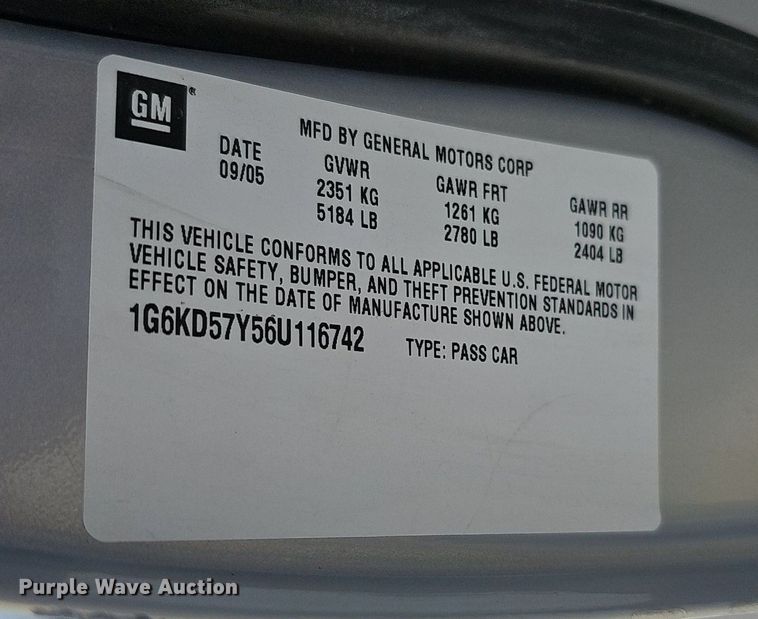 GM®
MFD BY GENERAL MOTORS CORP
DATE GVWR GAWR FRT GAWR RR
09/05 2351 KG 1261 KG 1090 KG
5184 LB 2780 LB 2404 LB
THIS VEHICLE CONFORMS TO ALL APPLICABLE U.S. FEDERAL MOTOR
VEHICLE SAFETY, BUMPER, AND THEFT PREVENTION STANDARDS IN
EFFECT ON THE DATE OF MANUFACTURE SHOWN ABOVE.
1G6KD57Y56U116742 TYPE: PASS CAR
Purple Wave Auction